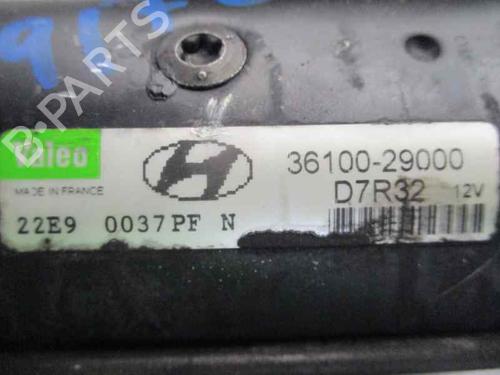 B-PARTS
Valeo
MADE IN FRANCE
36100-29000
D7R32 12V
22E9 0037PF N